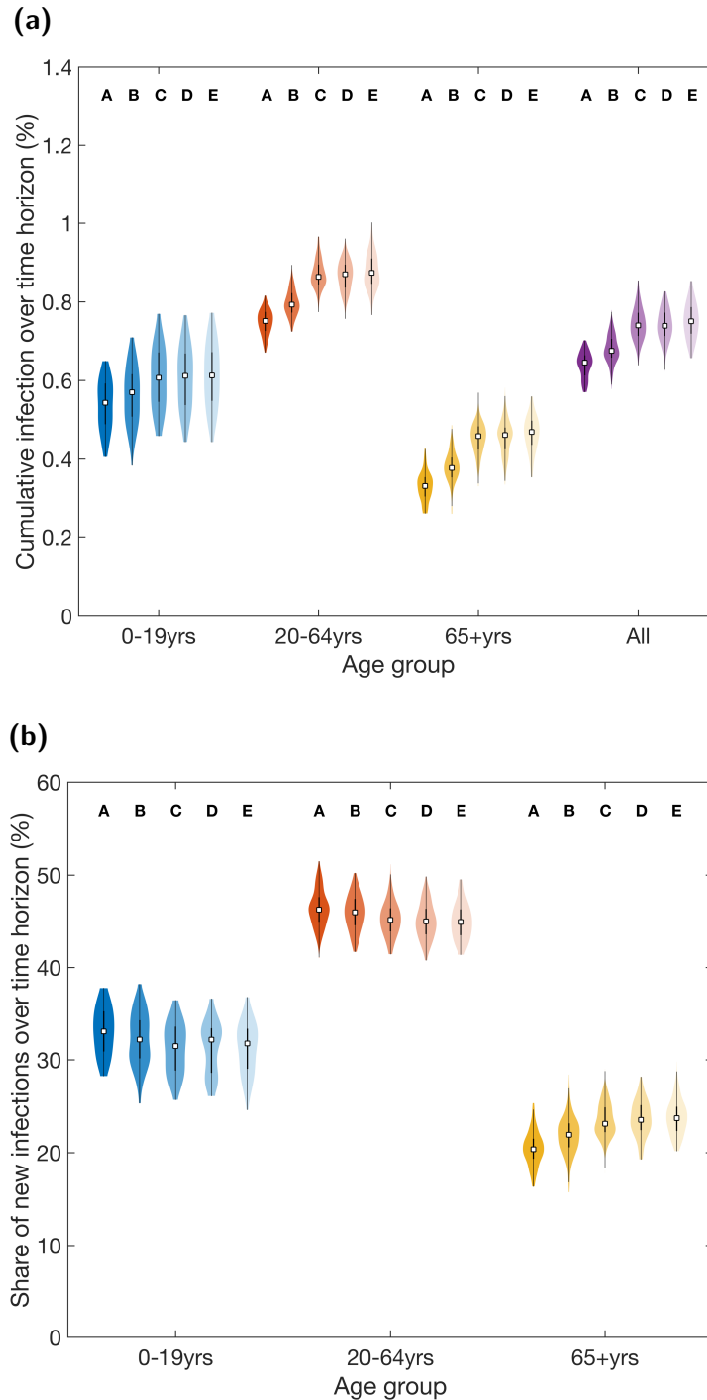 (a)
Cumulative infection over time horizon (%)
1.4
1.2
1
0.8
0.6
0.4
0.2
0
A B C D E
A B C D E
A B C D E
A B C D E
0-19yrs 20-64yrs 65+yrs All
Age group
(b)
Share of new infections over time horizon (%)
60
50
40
30
20
10
0
A B C D E
A B C D E
A B C D E
0-19yrs 20-64yrs 65+yrs
Age group